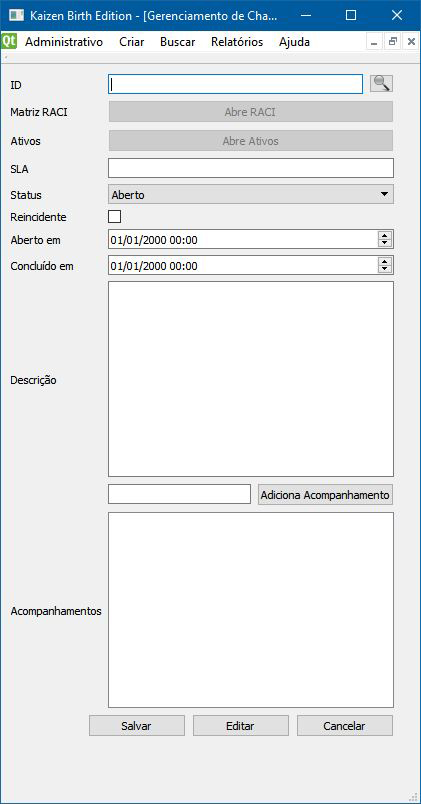 Kaizen Birth Edition - [Gerenciamento de Cha...
Qt Administrativo Criar Buscar Relatórios Ajuda
ID
Matriz RACI Abre RACI
Ativos Abre Ativos
SLA
Status Aberto
Reincidente
Aberto em 01/01/2000 00:00
Concluído em 01/01/2000 00:00
Descrição
Adiciona Acompanhamento
Acompanhamentos
Salvar Editar Cancelar